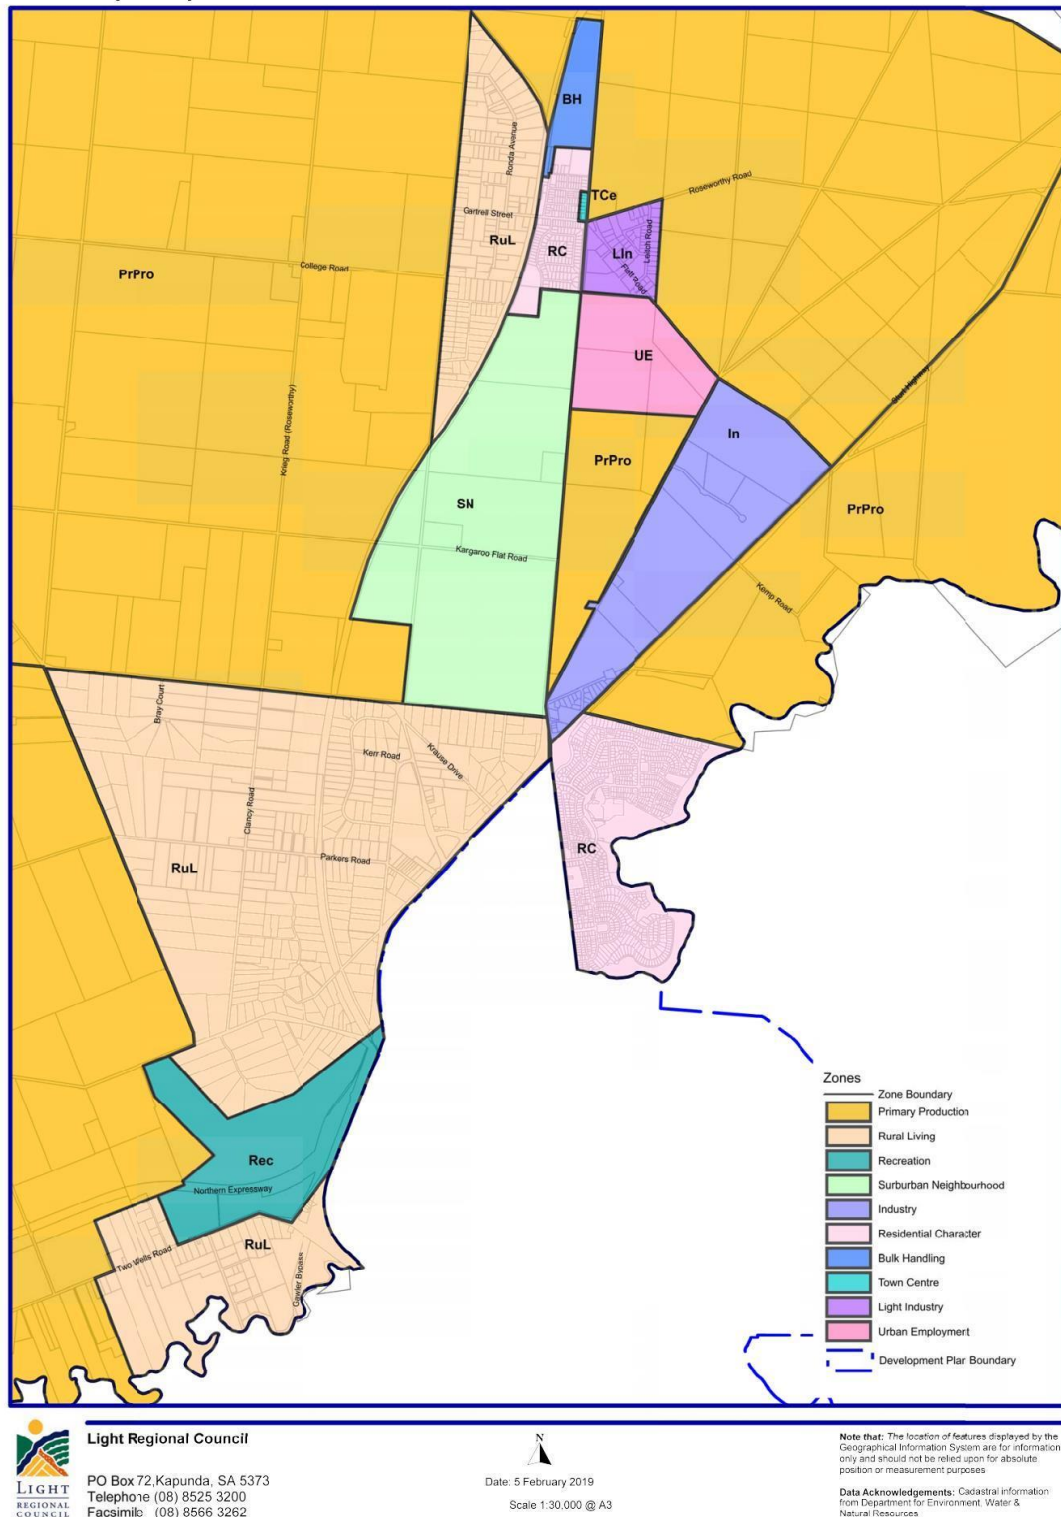 BH
Ronda Avenue
TCe
Roseworthy Road
Gartrell Street
RuL
RC
LIn
Leitch Road
Flett Road
PrPro
College Road
UE
Sturt Highway
Krieg Road (Roseworthy)
In
PrPro
SN
PrPro
Kargaroo Flat Road
Kemp Road
Bray Court
Kerr Road
Krause Drive
Clancy Road
Parkers Road
RuL
RC
Rec
Northern Expressway
RuL
Two Wells Road
Gawler Bypass
Zones
Zone Boundary
Primary Production
Rural Living
Recreation
Surburban Neighbourhood
Industry
Residential Character
Bulk Handling
Town Centre
Light Industry
Urban Employment
Development Plar Boundary
LIGHT
REGIONAL
COUNCIL
Light Regional Council
PO Box 72,Kapunda, SA 5373
Telephone (08) 8525 3200
Facsimile (08) 8566 3262
N
Date: 5 February 2019
Scale 1:30,000 @ A3
Note that: The location of features displayed by the
Geographical Information System are for information
only and should not be relied upon for absolute
position or measurement purposes
Data Acknowledgements: Cadastral information
from Department for Environment, Water &
Natural Resources